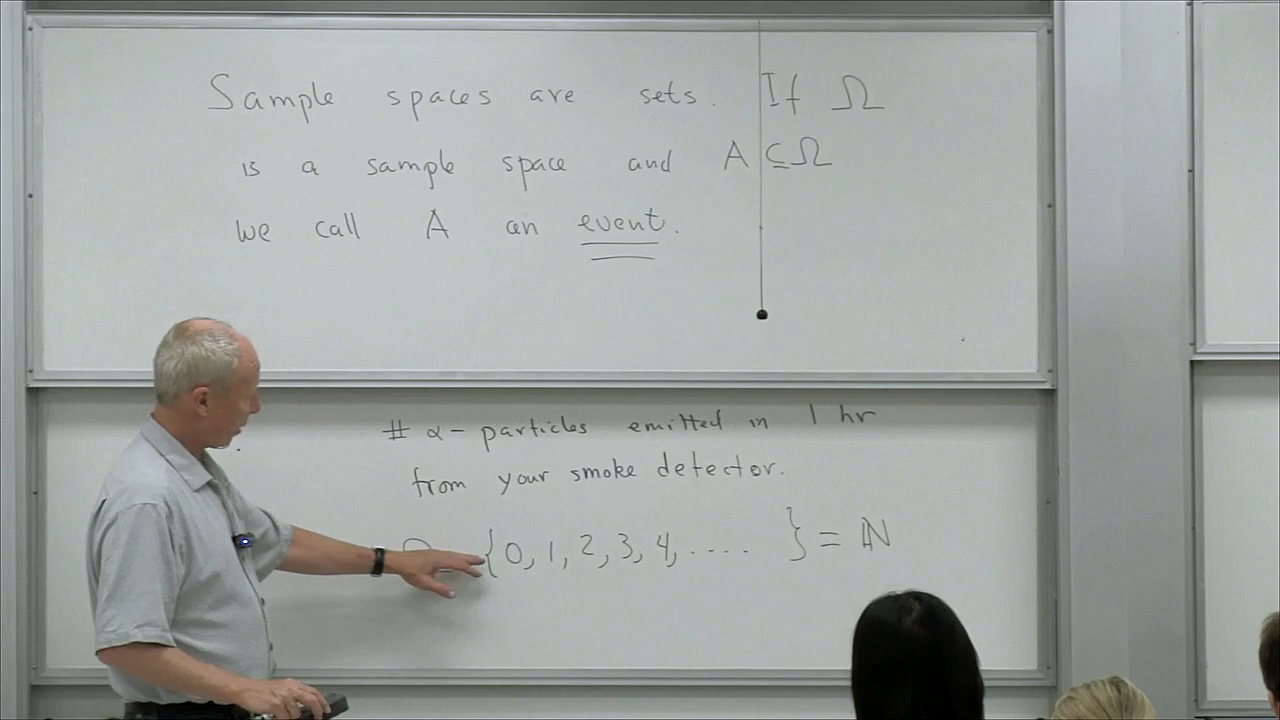 Sample spaces are sets. If Ω
is a sample space and A ⊆ Ω
we call A an event.
# α-particles emitted in 1 hr
from your smoke detector.
Ω = {0, 1, 2, 3, 4, .... } = ℕ